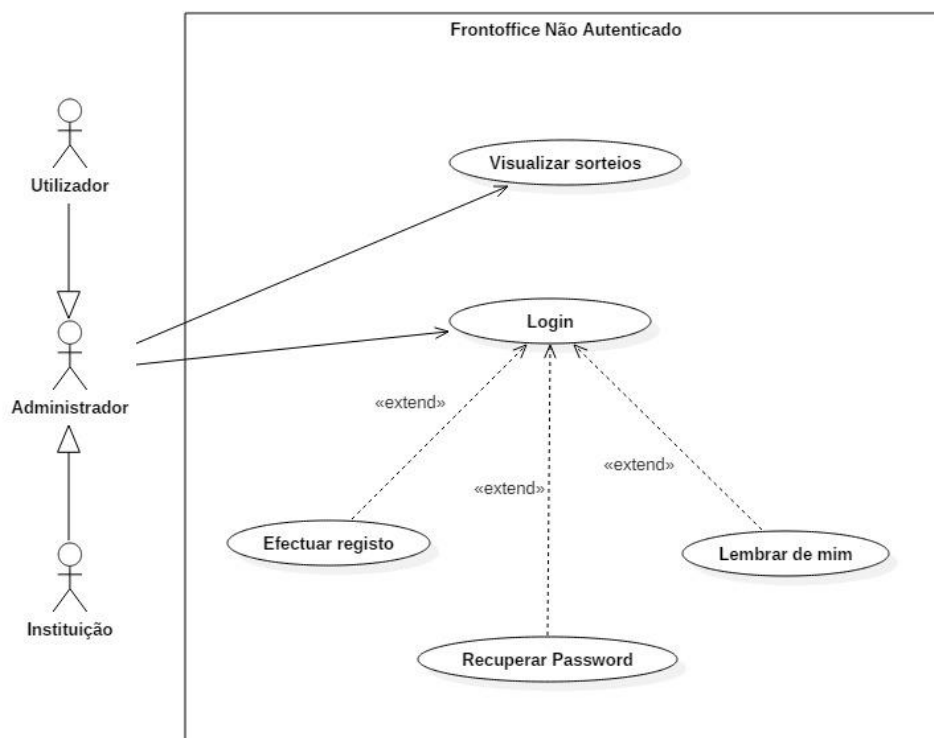 Frontoffice Não Autenticado
Utilizador
Visualizar sorteios
Login
Administrador
«extend»
«extend»
«extend»
Efectuar registo
Lembrar de mim
Instituição
Recuperar Password